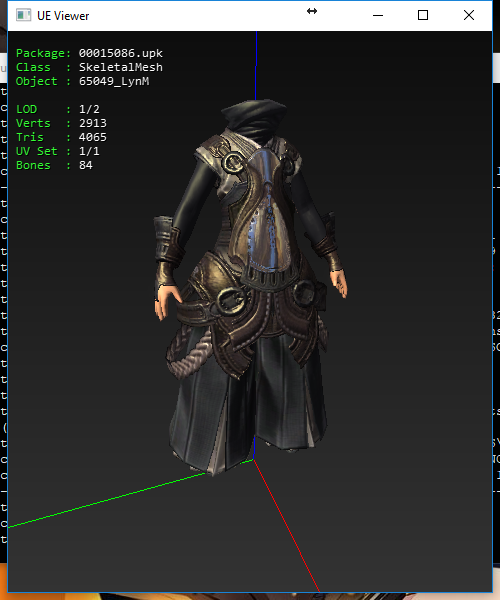 UE Viewer
Package: 00015086.upk
Class : SkeletalMesh
Object : 65049_LynM
LOD : 1/2
Verts : 2913
Tris : 4065
UV Set : 1/1
Bones : 84